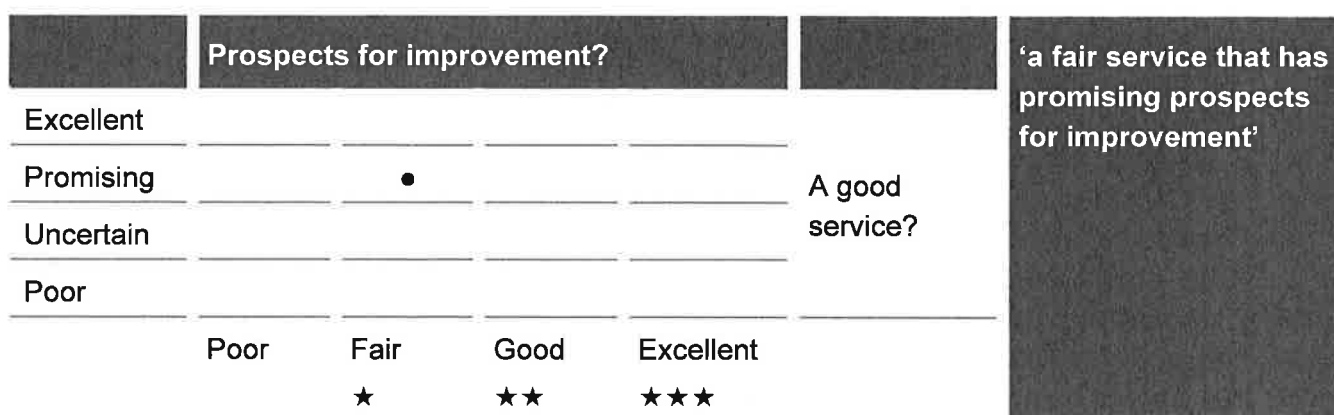 Prospects for improvement?
‘a fair service that has
promising prospects
for improvement’
Excellent
Promising ●
Uncertain
Poor
A good
service?
Poor Fair Good Excellent
★ ★★ ★★★